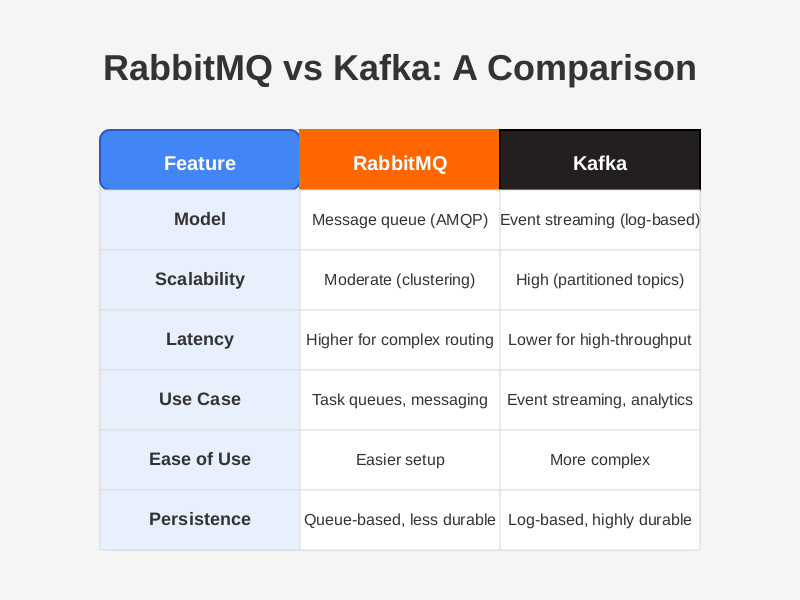 RabbitMQ vs Kafka: A Comparison
Feature RabbitMQ Kafka
Model Message queue (AMQP) Event streaming (log-based)
Scalability Moderate (clustering) High (partitioned topics)
Latency Higher for complex routing Lower for high-throughput
Use Case Task queues, messaging Event streaming, analytics
Ease of Use Easier setup More complex
Persistence Queue-based, less durable Log-based, highly durable